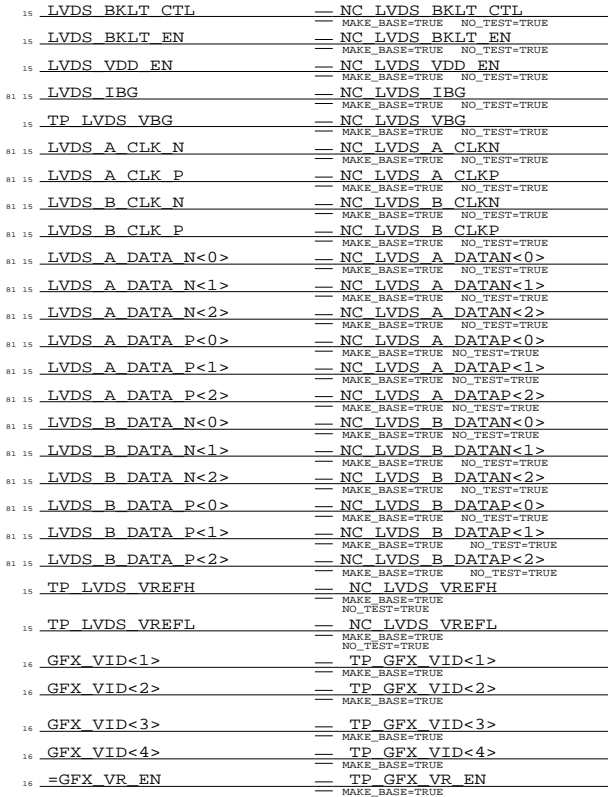 15 LVDS_BKLT_CTL NC_LVDS_BKLT_CTL
MAKE_BASE=TRUE NO_TEST=TRUE
15 LVDS_BKLT_EN NC_LVDS_BKLT_EN
MAKE_BASE=TRUE NO_TEST=TRUE
15 LVDS_VDD_EN NC_LVDS_VDD_EN
MAKE_BASE=TRUE NO_TEST=TRUE
81 15 LVDS_IBG NC_LVDS_IBG
MAKE_BASE=TRUE NO_TEST=TRUE
15 TP_LVDS_VBG NC_LVDS_VBG
MAKE_BASE=TRUE NO_TEST=TRUE
81 15 LVDS_A_CLK_N NC_LVDS_A_CLKN
MAKE_BASE=TRUE NO_TEST=TRUE
81 15 LVDS_A_CLK_P NC_LVDS_A_CLKP
MAKE_BASE=TRUE NO_TEST=TRUE
81 15 LVDS_B_CLK_N NC_LVDS_B_CLKN
MAKE_BASE=TRUE NO_TEST=TRUE
81 15 LVDS_B_CLK_P NC_LVDS_B_CLKP
MAKE_BASE=TRUE NO_TEST=TRUE
81 15 LVDS_A_DATA_N<0> NC_LVDS_A_DATAN<0>
MAKE_BASE=TRUE NO_TEST=TRUE
81 15 LVDS_A_DATA_N<1> NC_LVDS_A_DATAN<1>
MAKE_BASE=TRUE NO_TEST=TRUE
81 15 LVDS_A_DATA_N<2> NC_LVDS_A_DATAN<2>
MAKE_BASE=TRUE NO_TEST=TRUE
81 15 LVDS_A_DATA_P<0> NC_LVDS_A_DATAP<0>
MAKE_BASE=TRUE NO_TEST=TRUE
81 15 LVDS_A_DATA_P<1> NC_LVDS_A_DATAP<1>
MAKE_BASE=TRUE NO_TEST=TRUE
81 15 LVDS_A_DATA_P<2> NC_LVDS_A_DATAP<2>
MAKE_BASE=TRUE NO_TEST=TRUE
81 15 LVDS_B_DATA_N<0> NC_LVDS_B_DATAN<0>
MAKE_BASE=TRUE NO_TEST=TRUE
81 15 LVDS_B_DATA_N<1> NC_LVDS_B_DATAN<1>
MAKE_BASE=TRUE NO_TEST=TRUE
81 15 LVDS_B_DATA_N<2> NC_LVDS_B_DATAN<2>
MAKE_BASE=TRUE NO_TEST=TRUE
81 15 LVDS_B_DATA_P<0> NC_LVDS_B_DATAP<0>
MAKE_BASE=TRUE NO_TEST=TRUE
81 15 LVDS_B_DATA_P<1> NC_LVDS_B_DATAP<1>
MAKE_BASE=TRUE NO_TEST=TRUE
81 15 LVDS_B_DATA_P<2> NC_LVDS_B_DATAP<2>
MAKE_BASE=TRUE NO_TEST=TRUE
15 TP_LVDS_VREFH NC_LVDS_VREFH
MAKE_BASE=TRUE
NO_TEST=TRUE
15 TP_LVDS_VREFL NC_LVDS_VREFL
MAKE_BASE=TRUE
NO_TEST=TRUE
16 GFX_VID<1> TP_GFX_VID<1>
MAKE_BASE=TRUE
16 GFX_VID<2> TP_GFX_VID<2>
MAKE_BASE=TRUE
16 GFX_VID<3> TP_GFX_VID<3>
MAKE_BASE=TRUE
16 GFX_VID<4> TP_GFX_VID<4>
MAKE_BASE=TRUE
16 =GFX_VR_EN TP_GFX_VR_EN
MAKE_BASE=TRUE